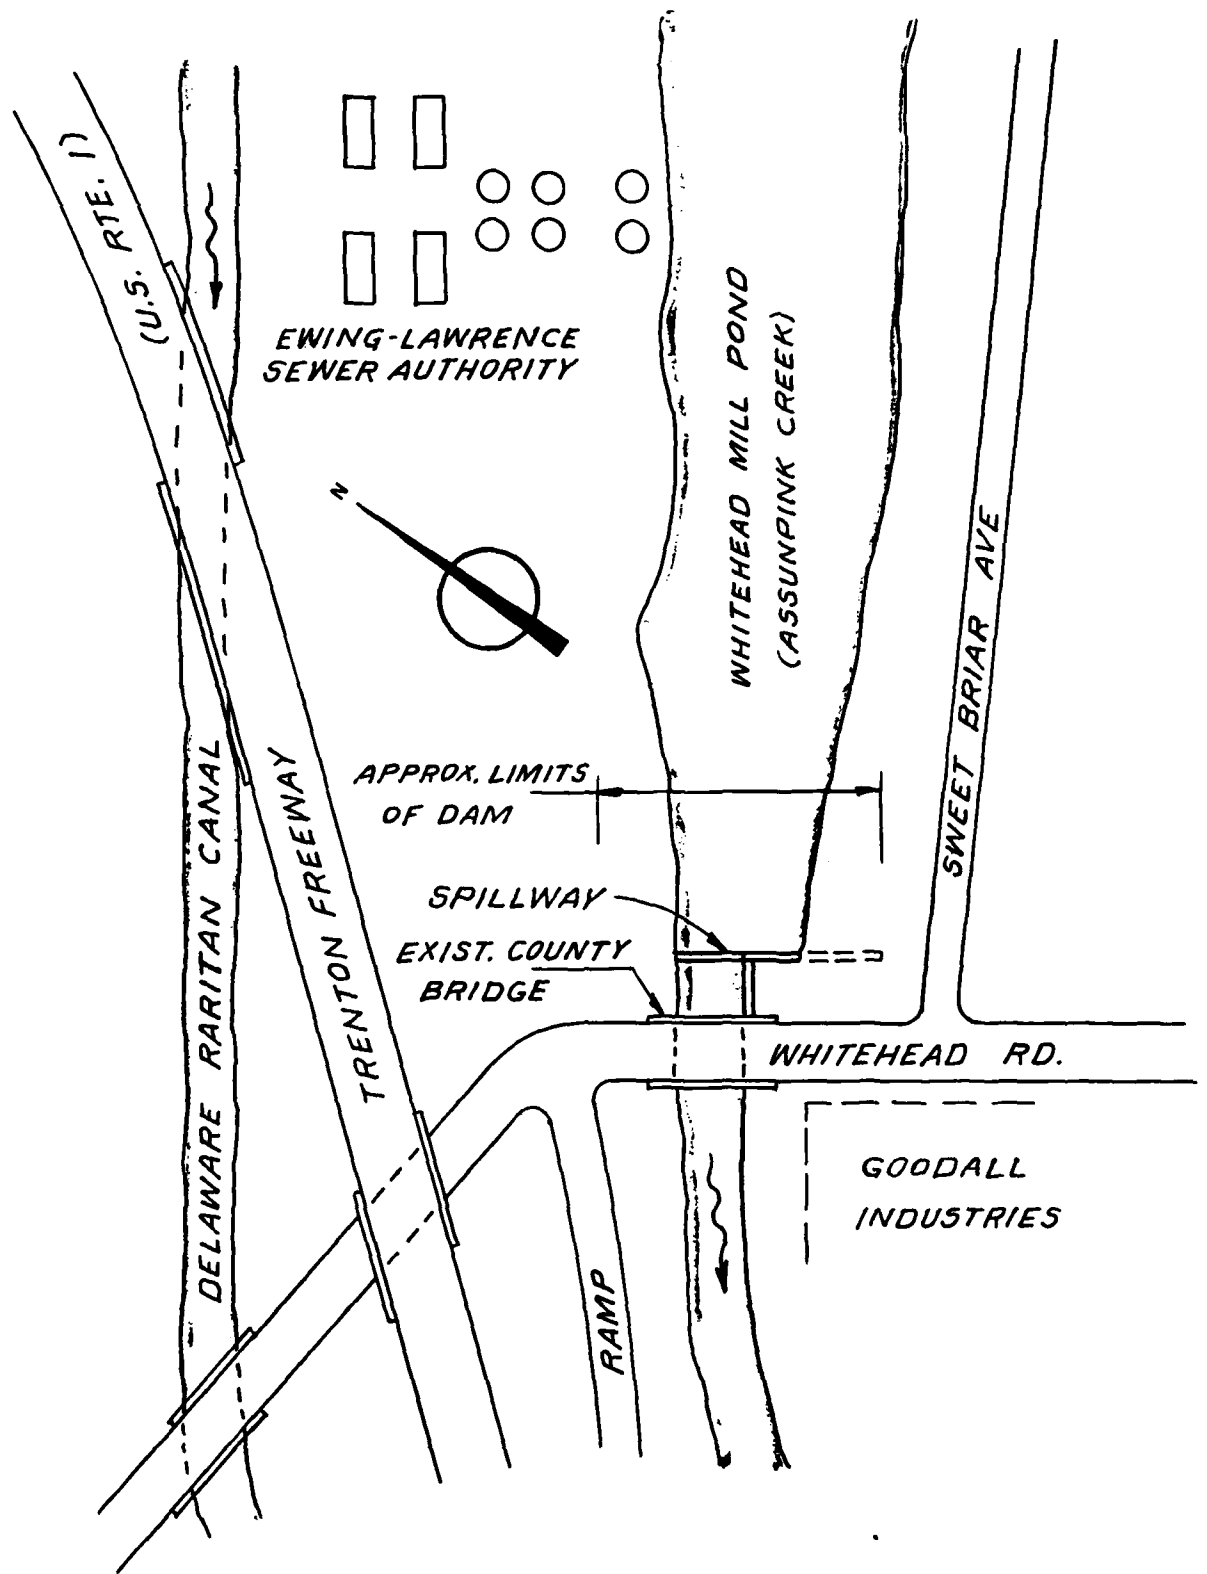 (U.S. RTE. 1)
EWING-LAWRENCE
SEWER AUTHORITY
N
WHITEHEAD MILL POND
(ASSUNPINK CREEK)
SWEET BRIAR AVE
APPROX. LIMITS
OF DAM
SPILLWAY
EXIST. COUNTY
BRIDGE
DELAWARE RARITAN CANAL
TRENTON FREEWAY
WHITEHEAD RD.
GOODALL
INDUSTRIES
RAMP